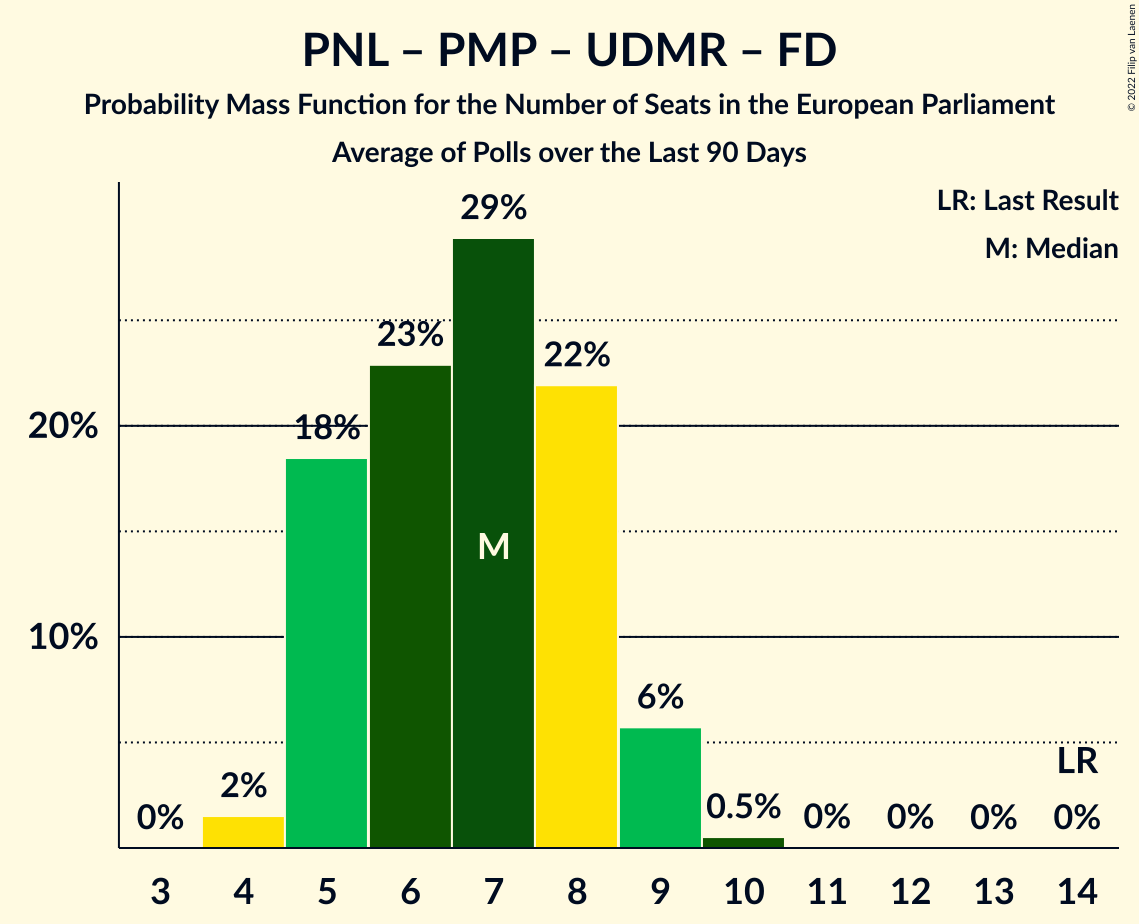 PNL – PMP – UDMR – FD
Probability Mass Function for the Number of Seats in the European Parliament
Average of Polls over the Last 90 Days
© 2022 Filip van Laenen
LR: Last Result
M: Median
29%
23%
22%
20%
18%
M
10%
6%
LR
2%
0.5%
0%
0%
0%
0%
0%
3 4 5 6 7 8 9 10 11 12 13 14